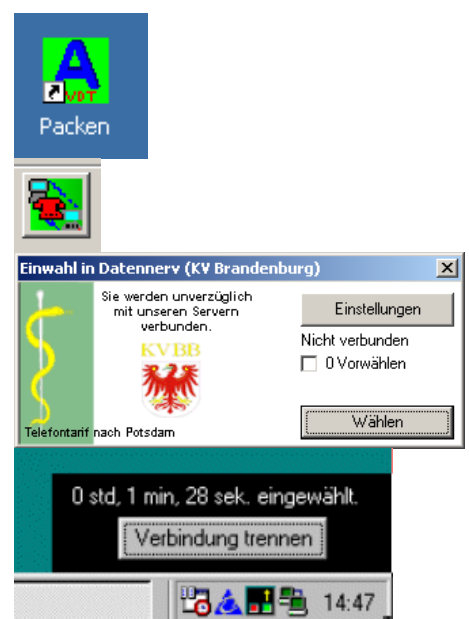 A
VDT
Packen
Einwahl in Datennerv (KV Brandenburg)
Sie werden unverzüglich
mit unseren Servern
verbunden.
KVBB
Telefontarif nach Potsdam
Einstellungen
Nicht verbunden
0 Vorwählen
Wählen
0 std, 1 min, 28 sek. eingewählt.
Verbindung trennen
14:47